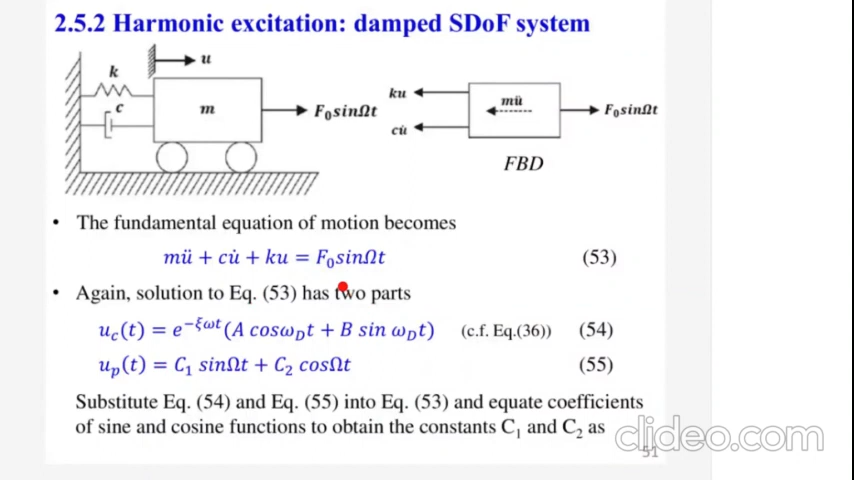 2.5.2 Harmonic excitation: damped SDoF system
u
k
c
m
F₀sinΩt
ku
cu̇
mü
F₀sinΩt
FBD
• The fundamental equation of motion becomes
mü + cu̇ + ku = F₀sinΩt (53)
• Again, solution to Eq. (53) has two parts
u_c(t) = e^{-ξωt}(A cosω_D t + B sin ω_D t) (c.f. Eq.(36)) (54)
u_p(t) = C₁ sinΩt + C₂ cosΩt (55)
Substitute Eq. (54) and Eq. (55) into Eq. (53) and equate coefficients
of sine and cosine functions to obtain the constants C₁ and C₂ as
clideo.com
51